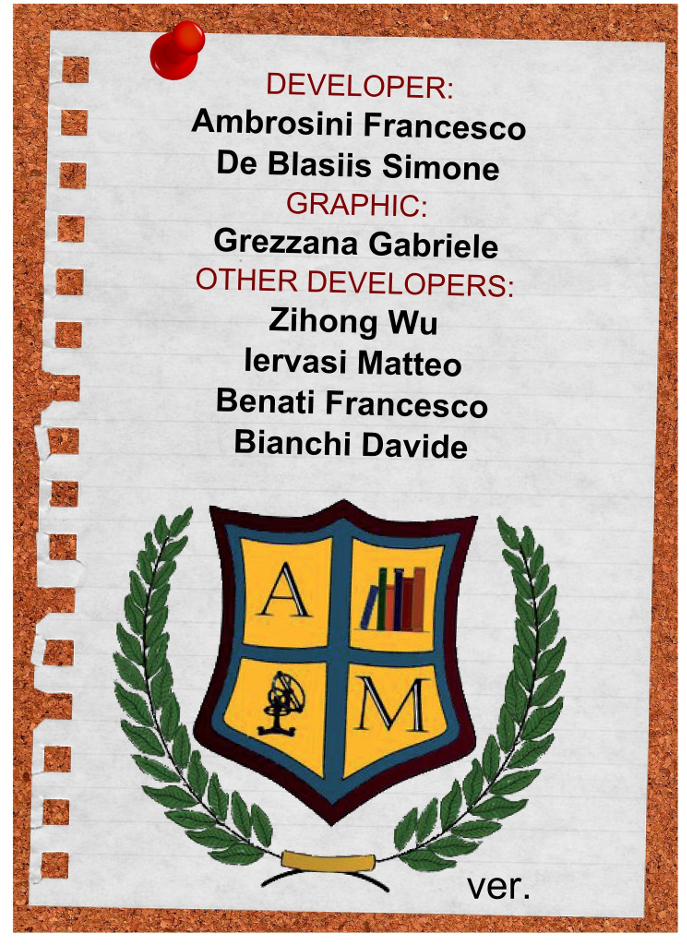 DEVELOPER:
Ambrosini Francesco
De Blasiis Simone
GRAPHIC:
Grezzana Gabriele
OTHER DEVELOPERS:
Zihong Wu
Iervasi Matteo
Benati Francesco
Bianchi Davide
A
M
ver.